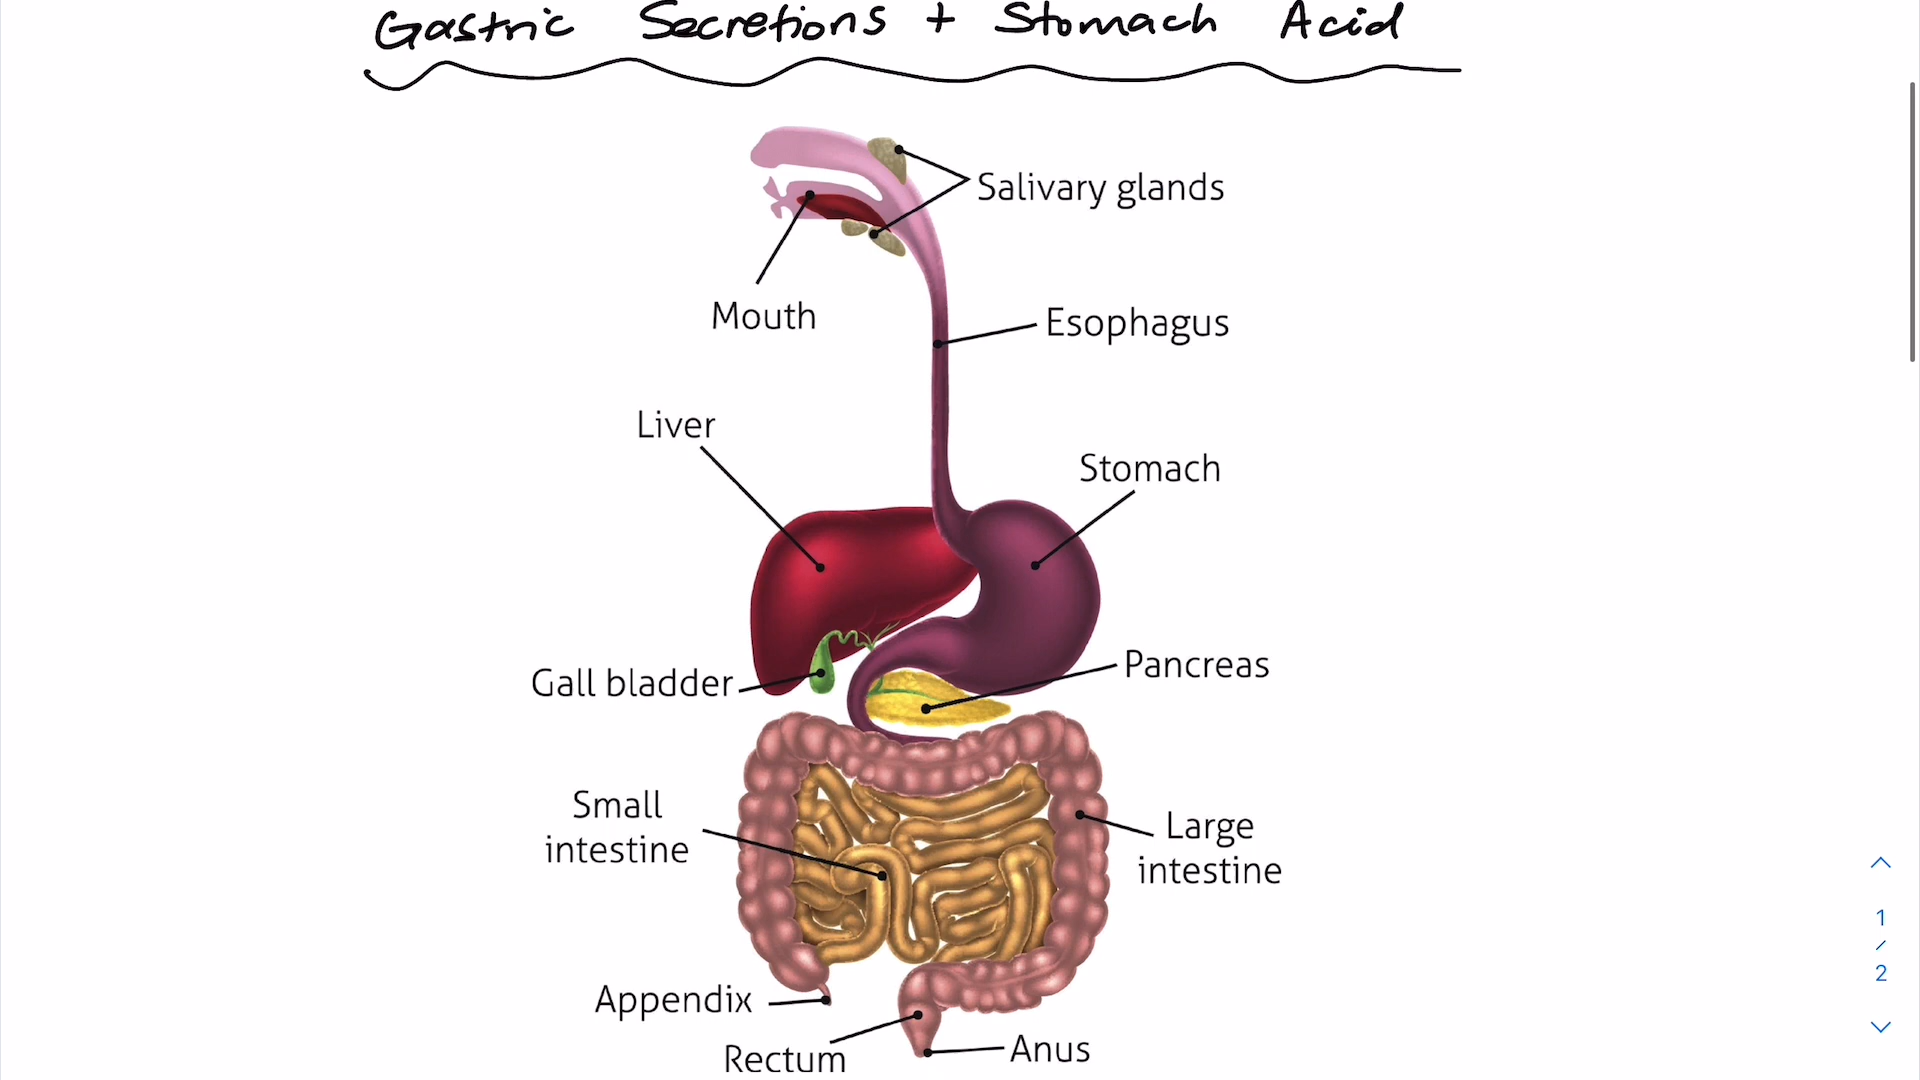 Gastric Secretions + Stomach Acid
Salivary glands
Mouth
Esophagus
Liver
Stomach
Pancreas
Gall bladder
Small
intestine
Large
intestine
Appendix
Rectum
Anus
1
/
2